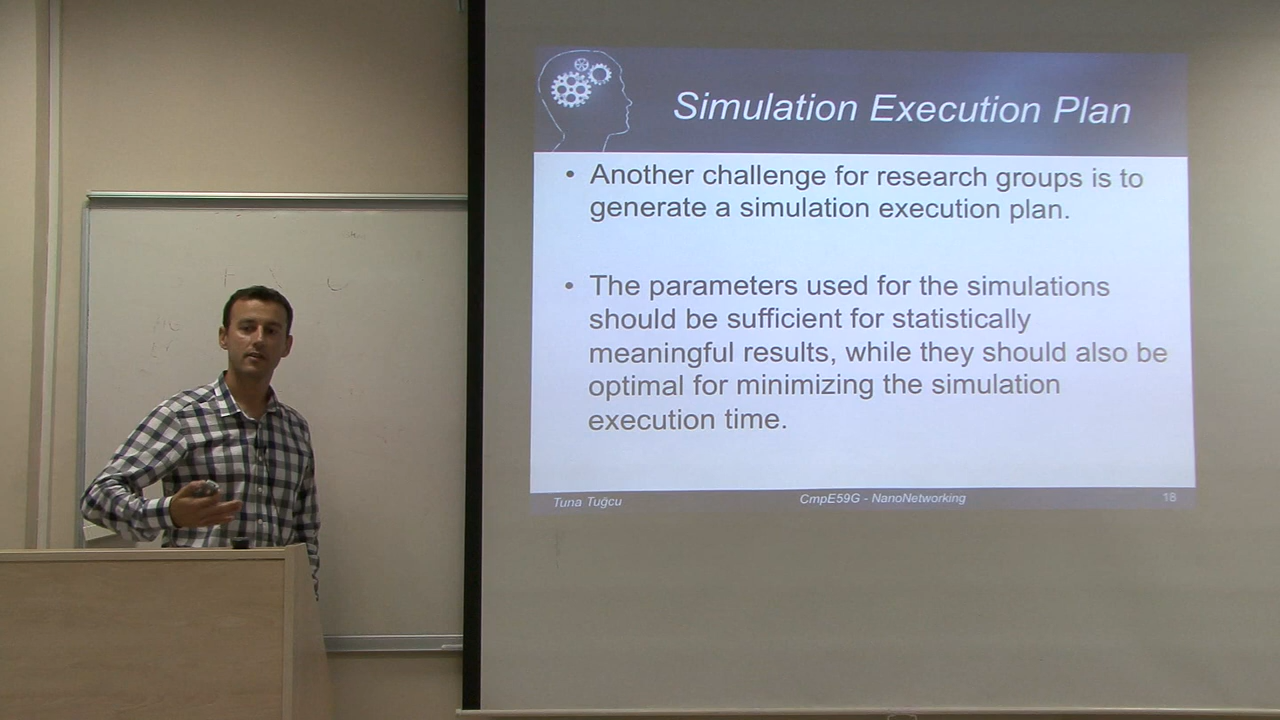 Simulation Execution Plan
• Another challenge for research groups is to
generate a simulation execution plan.
• The parameters used for the simulations
should be sufficient for statistically
meaningful results, while they should also be
optimal for minimizing the simulation
execution time.
Tuna Tuğcu CmpE59G - NanoNetworking 18